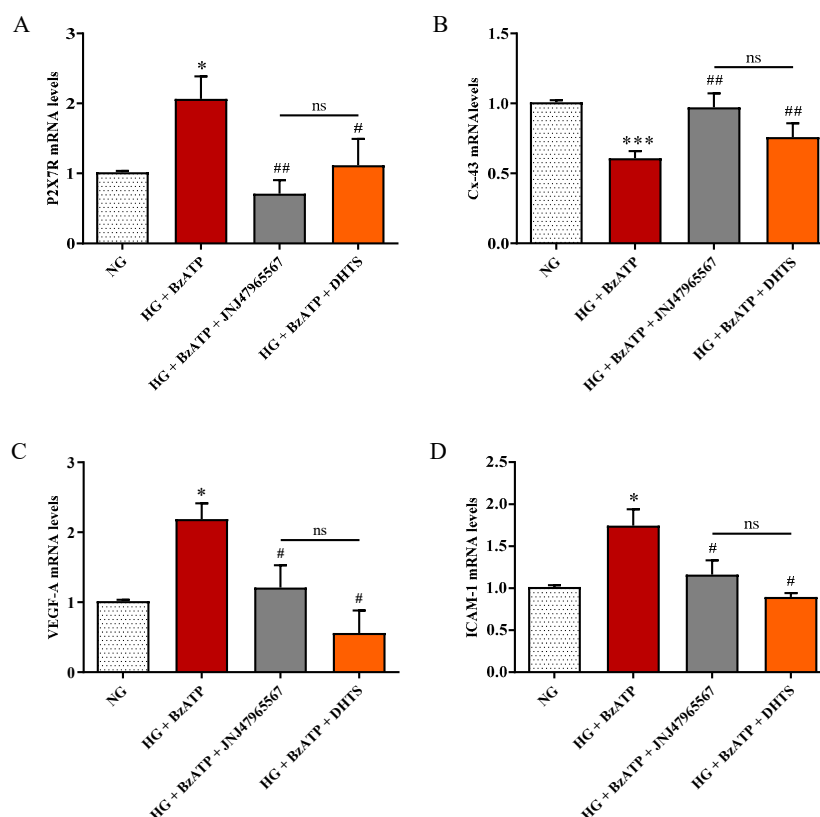 A
P2X7R mRNA levels
3
2
1
0
*
##
#
ns
NG
HG + BzATP
HG + BzATP + JNJ47965567
HG + BzATP + DHTS
B
Cx-43 mRNAlevels
1.5
1.0
0.5
0.0
***
##
##
ns
NG
HG + BzATP
HG + BzATP + JNJ47965567
HG + BzATP + DHTS
C
VEGF-A mRNA levels
3
2
1
0
*
#
#
ns
NG
HG + BzATP
HG + BzATP + JNJ47965567
HG + BzATP + DHTS
D
ICAM-1 mRNA levels
2.5
2.0
1.5
1.0
0.5
0.0
*
#
#
ns
NG
HG + BzATP
HG + BzATP + JNJ47965567
HG + BzATP + DHTS